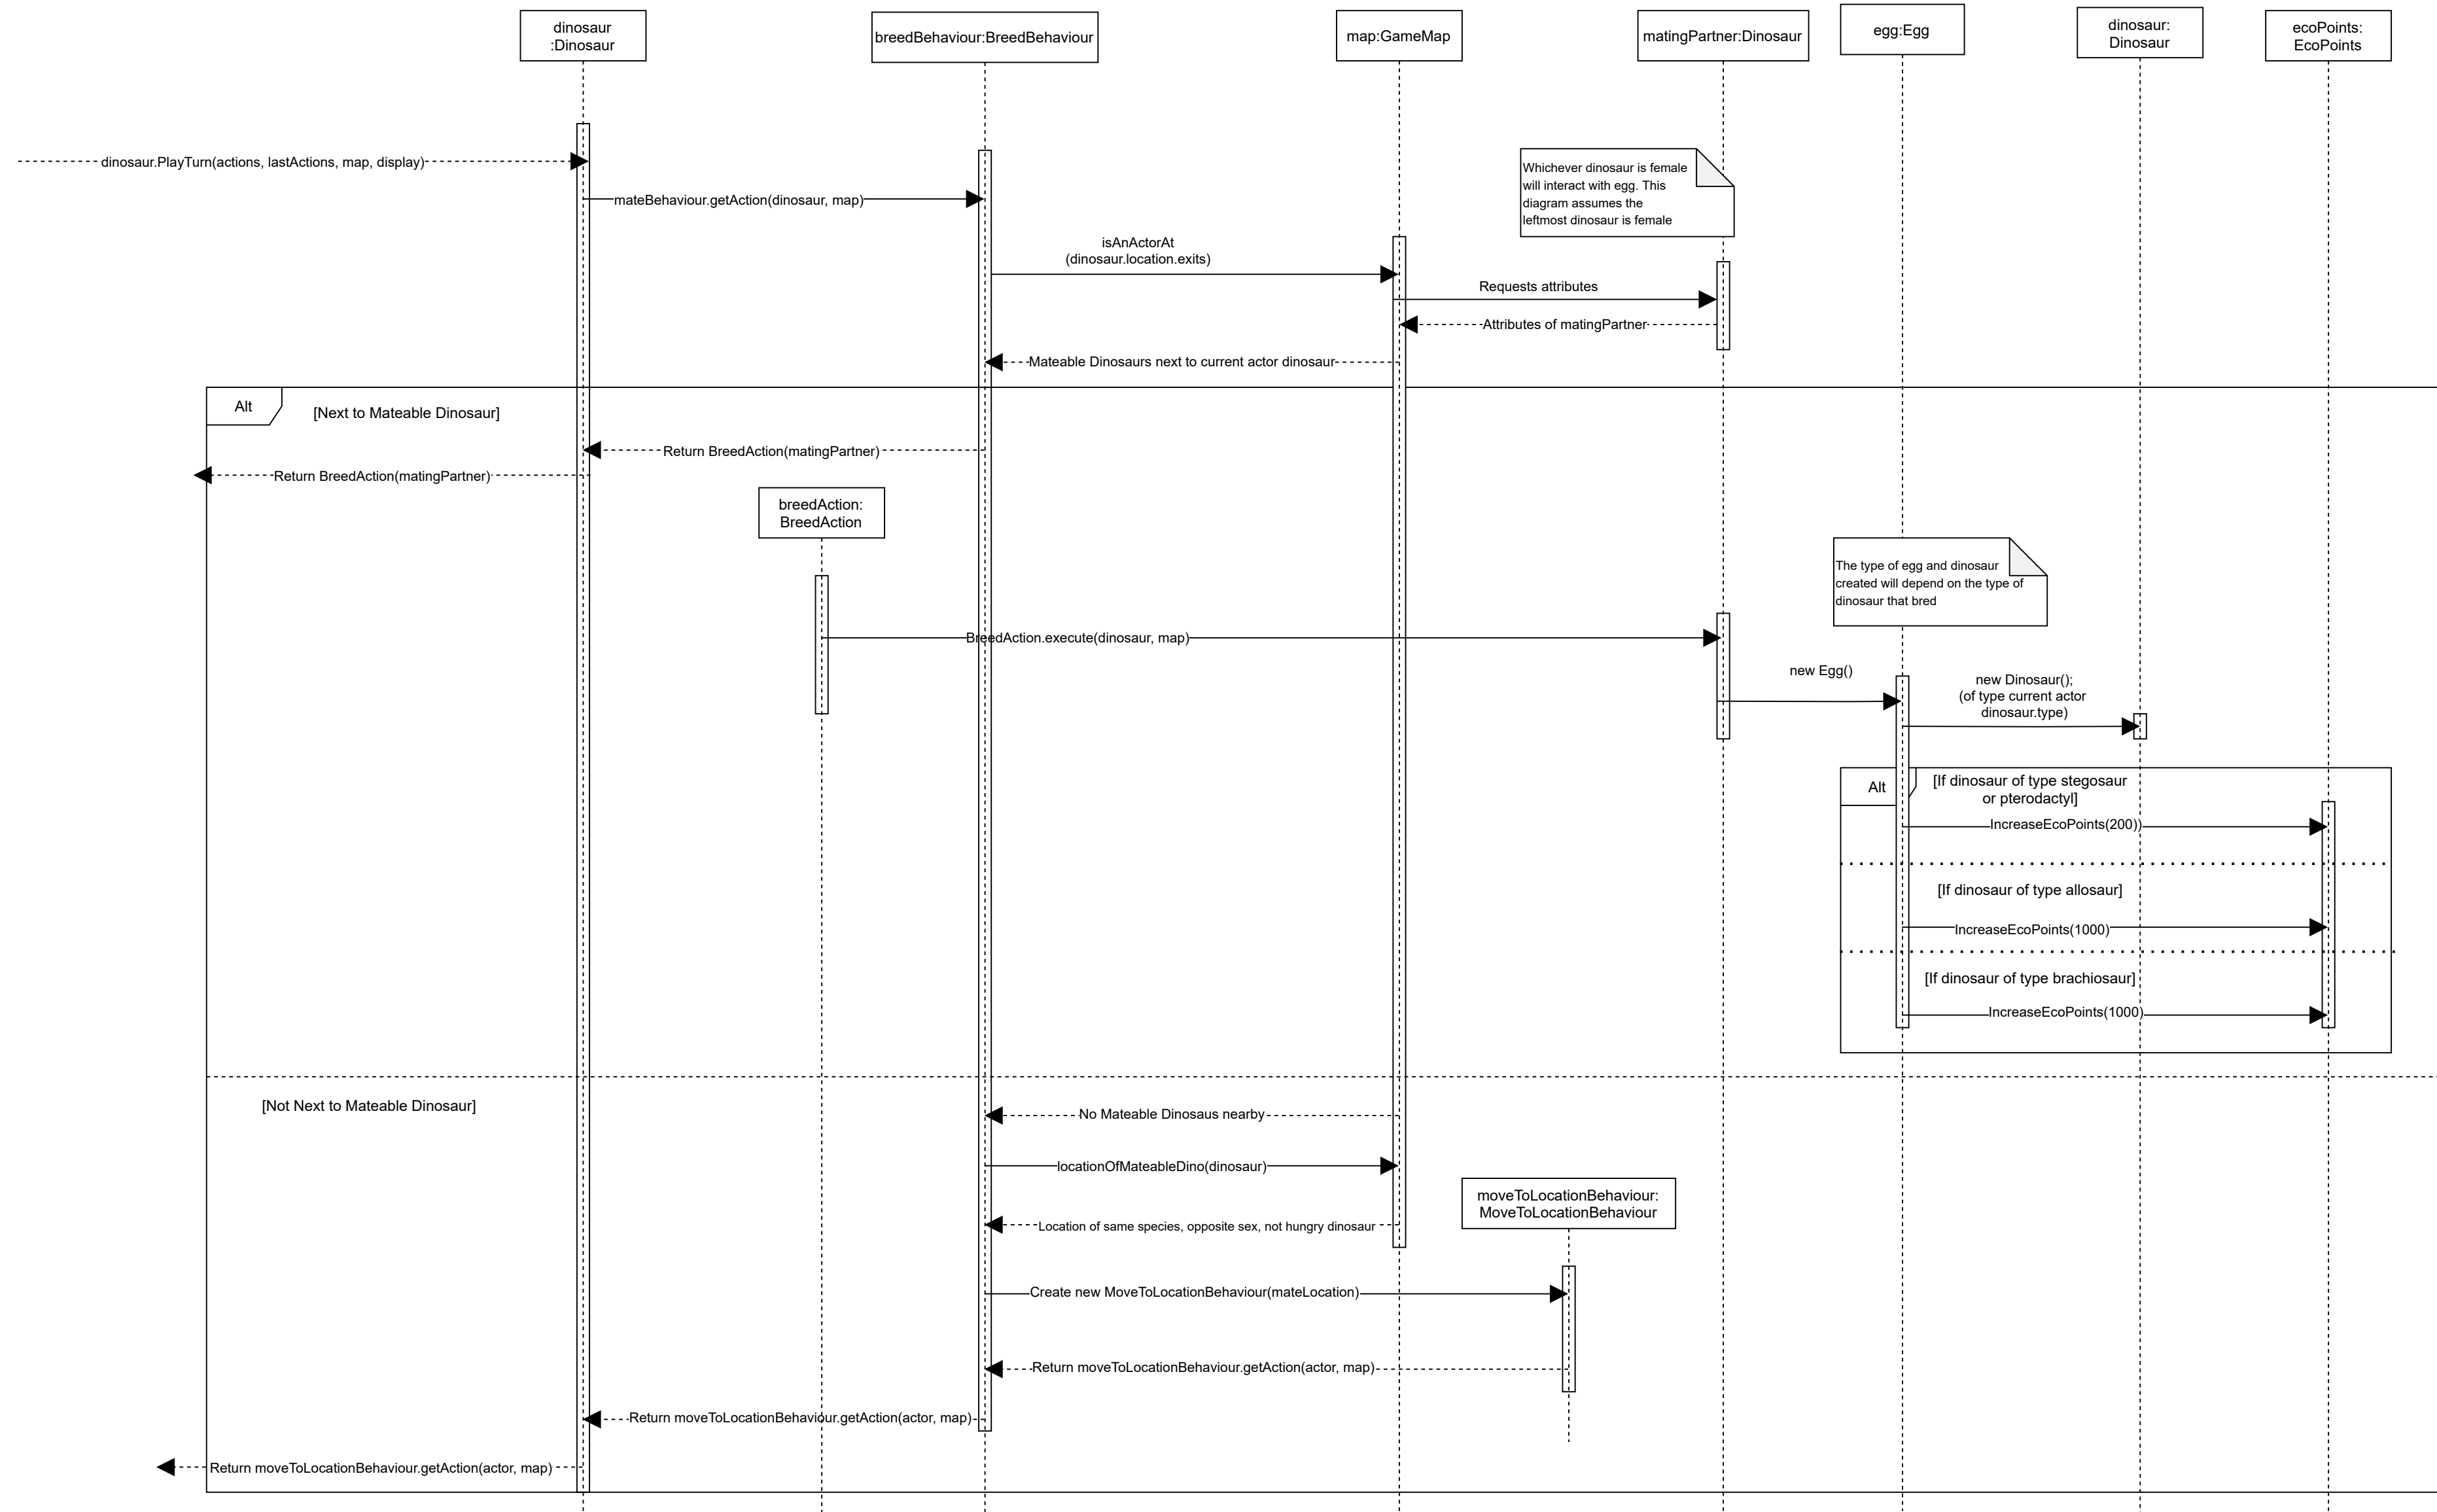 dinosaur
:Dinosaur
breedBehaviour:BreedBehaviour
map:GameMap
matingPartner:Dinosaur
egg:Egg
dinosaur:
Dinosaur
ecoPoints:
EcoPoints
dinosaur.PlayTurn(actions, lastActions, map, display)
mateBehaviour.getAction(dinosaur, map)
Whichever dinosaur is female
will interact with egg. This
diagram assumes the
leftmost dinosaur is female
isAnActorAt
(dinosaur.location.exits)
Requests attributes
Attributes of matingPartner
Mateable Dinosaurs next to current actor dinosaur
Alt
[Next to Mateable Dinosaur]
Return BreedAction(matingPartner)
Return BreedAction(matingPartner)
breedAction:
BreedAction
The type of egg and dinosaur
created will depend on the type of
dinosaur that bred
BreedAction.execute(dinosaur, map)
new Egg()
new Dinosaur();
(of type current actor
dinosaur.type)
Alt
[If dinosaur of type stegosaur
or pterodactyl]
IncreaseEcoPoints(200))
[If dinosaur of type allosaur]
IncreaseEcoPoints(1000)
[If dinosaur of type brachiosaur]
IncreaseEcoPoints(1000)
[Not Next to Mateable Dinosaur]
No Mateable Dinosaus nearby
locationOfMateableDino(dinosaur)
moveToLocationBehaviour:
MoveToLocationBehaviour
Location of same species, opposite sex, not hungry dinosaur
Create new MoveToLocationBehaviour(mateLocation)
Return moveToLocationBehaviour.getAction(actor, map)
Return moveToLocationBehaviour.getAction(actor, map)
Return moveToLocationBehaviour.getAction(actor, map)